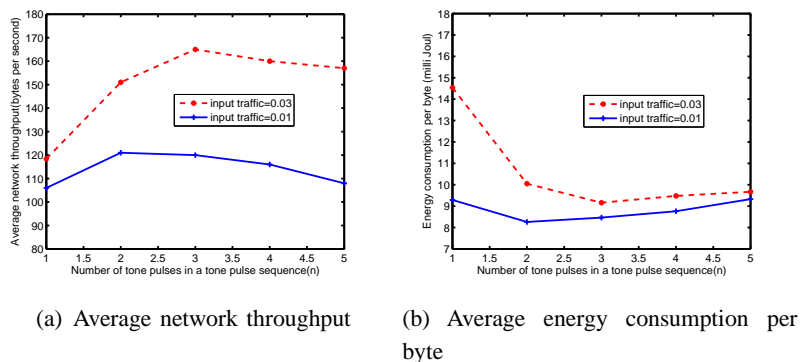 180
170
160
150
140
130
120
110
100
90
80
Average network throughput(bytes per second)
input traffic=0.03
input traffic=0.01
1 1.5 2 2.5 3 3.5 4 4.5 5
Number of tone pulses in a tone pulse sequence(n)
(a) Average network throughput
18
17
16
15
14
13
12
11
10
9
8
7
Energy consumption per byte (milli Joul)
input traffic=0.03
input traffic=0.01
1 1.5 2 2.5 3 3.5 4 4.5 5
Number of tone pulses in a tone pulse sequence(n)
(b) Average energy consumption per
byte